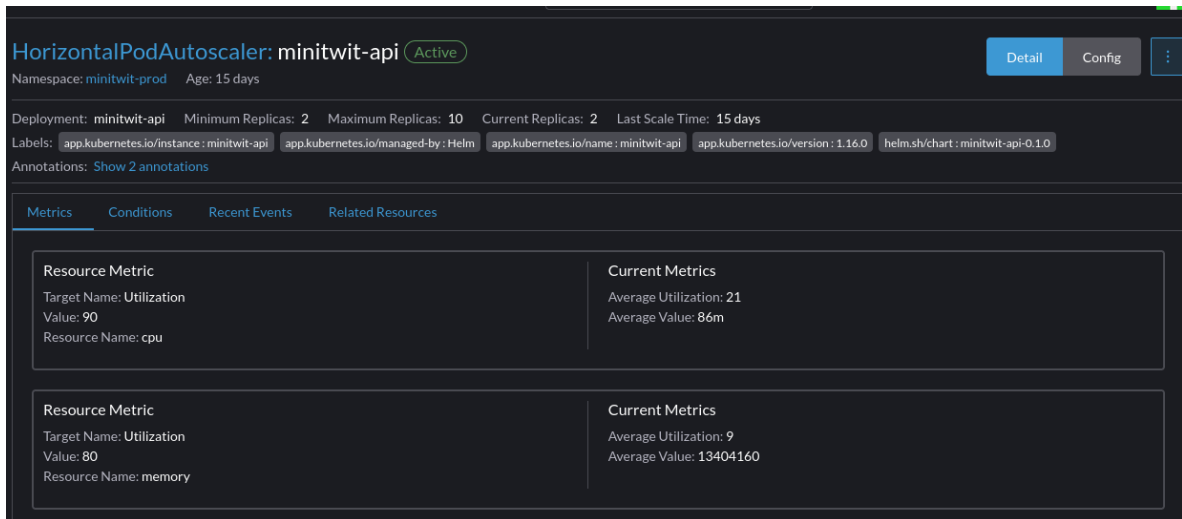 HorizontalPodAutoscaler: minitwit-api Active
Detail Config
Namespace: minitwit-prod Age: 15 days
Deployment: minitwit-api Minimum Replicas: 2 Maximum Replicas: 10 Current Replicas: 2 Last Scale Time: 15 days
Labels: app.kubernetes.io/instance : minitwit-api app.kubernetes.io/managed-by : Helm app.kubernetes.io/name : minitwit-api app.kubernetes.io/version : 1.16.0 helm.sh/chart : minitwit-api-0.1.0
Annotations: Show 2 annotations
Metrics Conditions Recent Events Related Resources
Resource Metric
Target Name: Utilization
Value: 90
Resource Name: cpu
Current Metrics
Average Utilization: 21
Average Value: 86m
Resource Metric
Target Name: Utilization
Value: 80
Resource Name: memory
Current Metrics
Average Utilization: 9
Average Value: 13404160